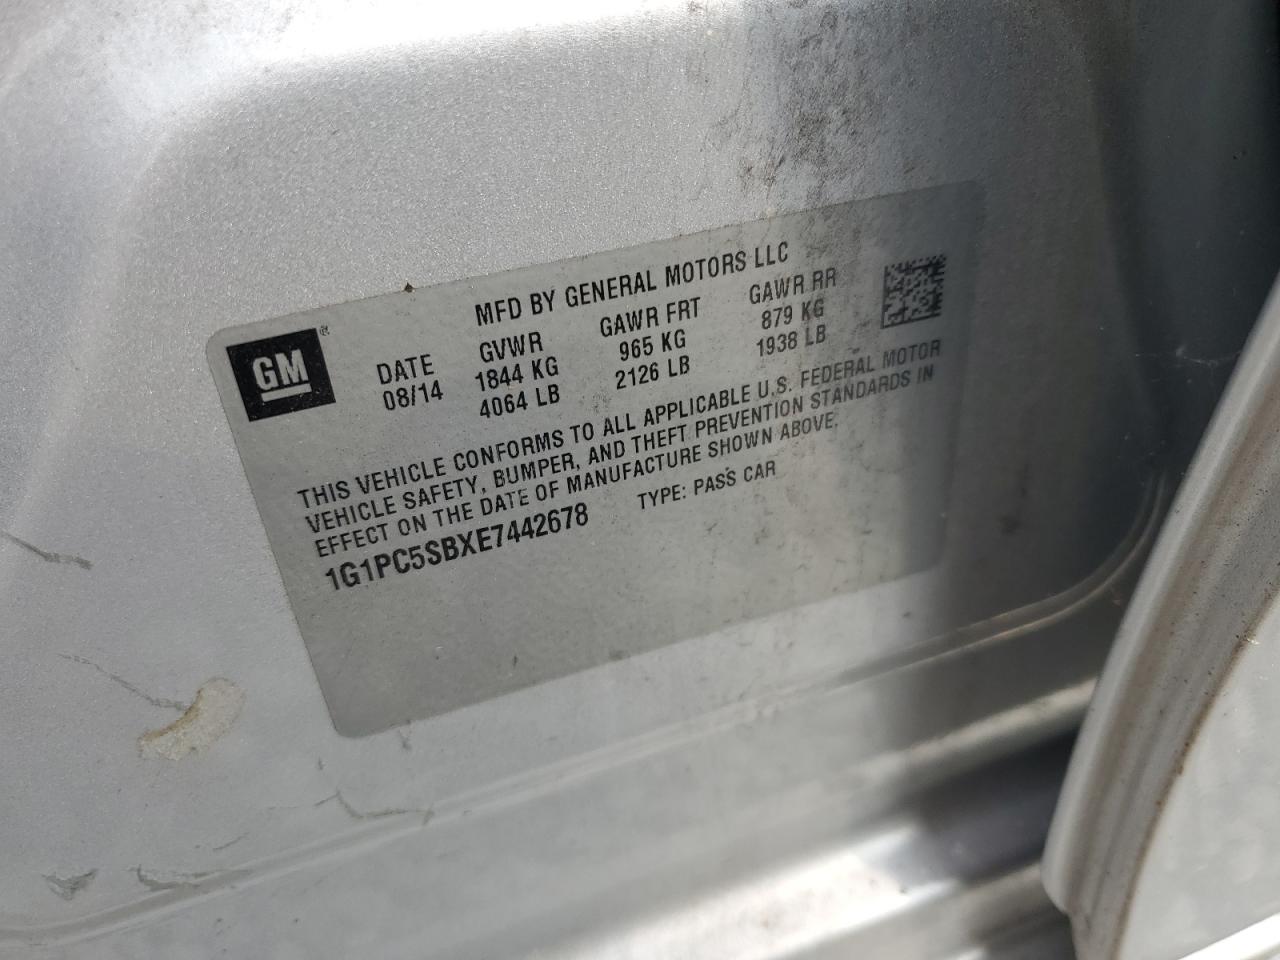 MFD BY GENERAL MOTORS LLC
GM®
DATE GVWR GAWR FRT GAWR RR
08/14 1844 KG 965 KG 879 KG
4064 LB 2126 LB 1938 LB
THIS VEHICLE CONFORMS TO ALL APPLICABLE U.S. FEDERAL MOTOR
VEHICLE SAFETY, BUMPER, AND THEFT PREVENTION STANDARDS IN
EFFECT ON THE DATE OF MANUFACTURE SHOWN ABOVE.
1G1PC5SBXE7442678 TYPE: PASS CAR